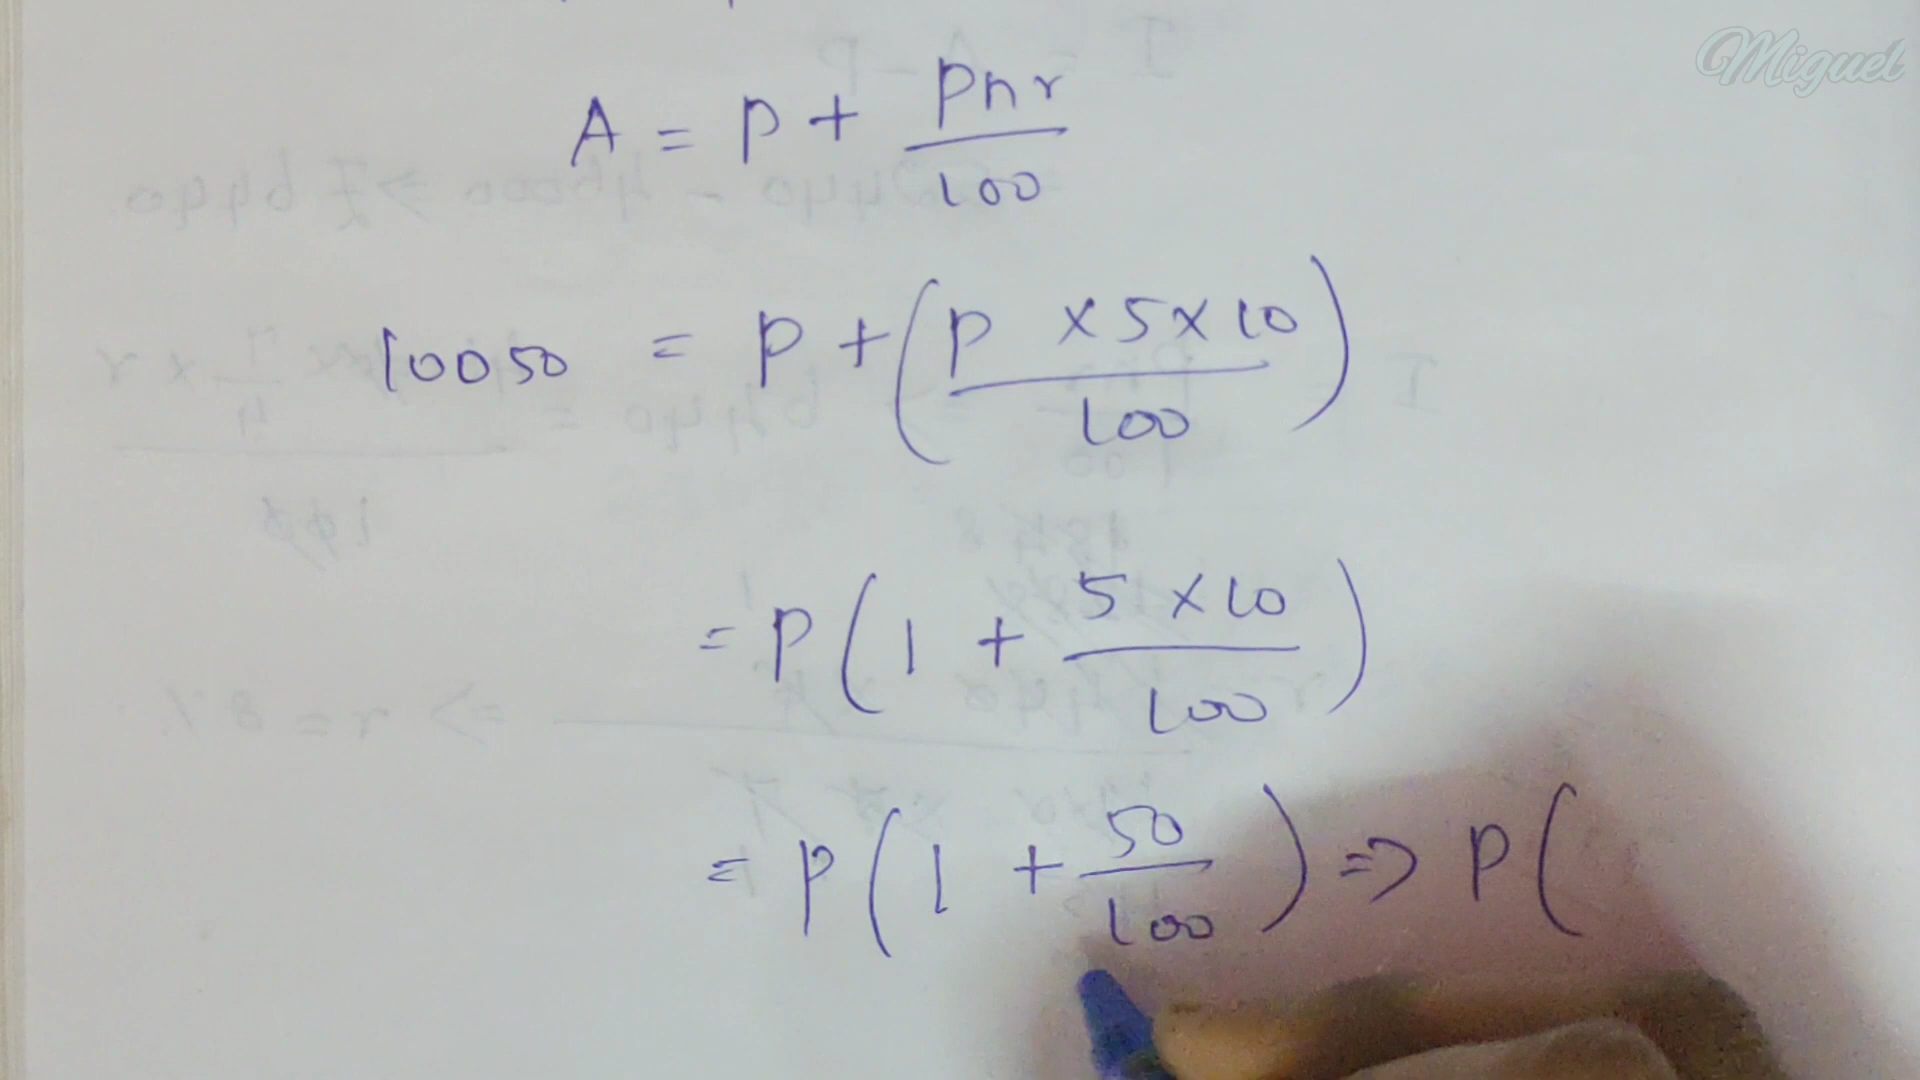 Miguel
A = P + Pnr/100
10050 = P + (P × 5 × 10/100)
= P(1 + 5 × 10/100)
= P(1 + 50/100) => P(